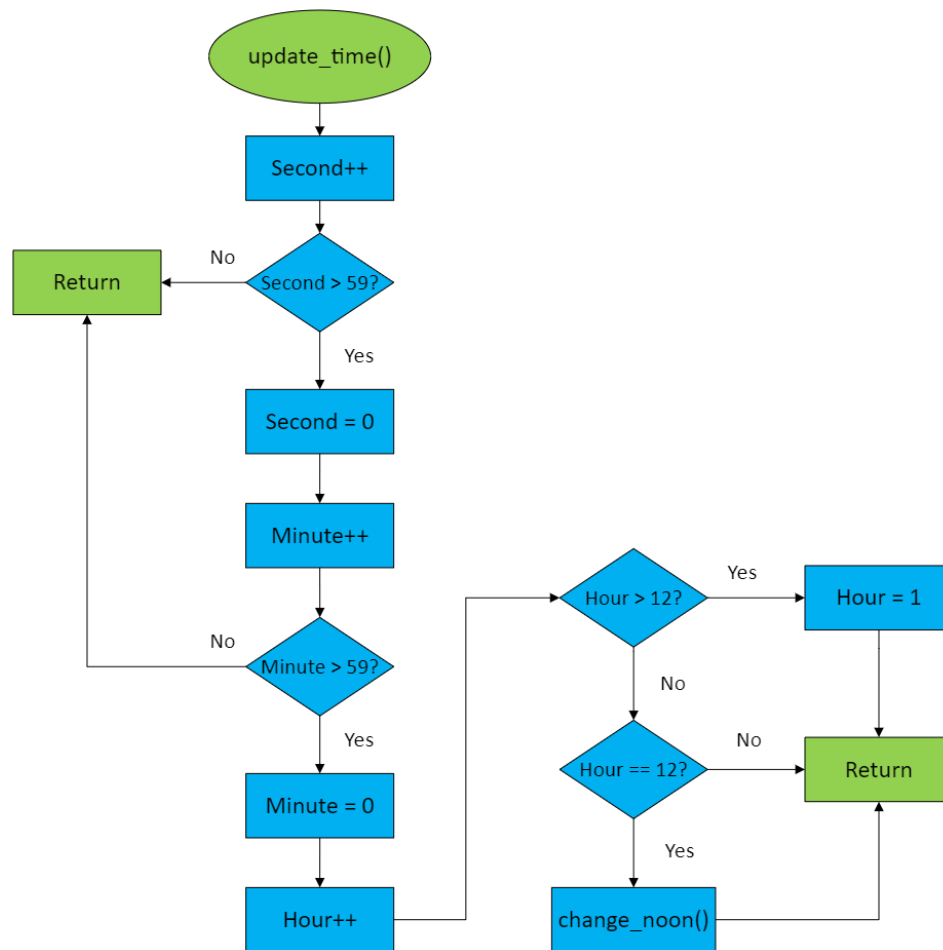 update_time()
Second++
Second > 59?
No
Return
Yes
Second = 0
Minute++
Minute > 59?
No
Yes
Minute = 0
Hour++
Hour > 12?
Yes
Hour = 1
No
Hour == 12?
No
Return
Yes
change_noon()